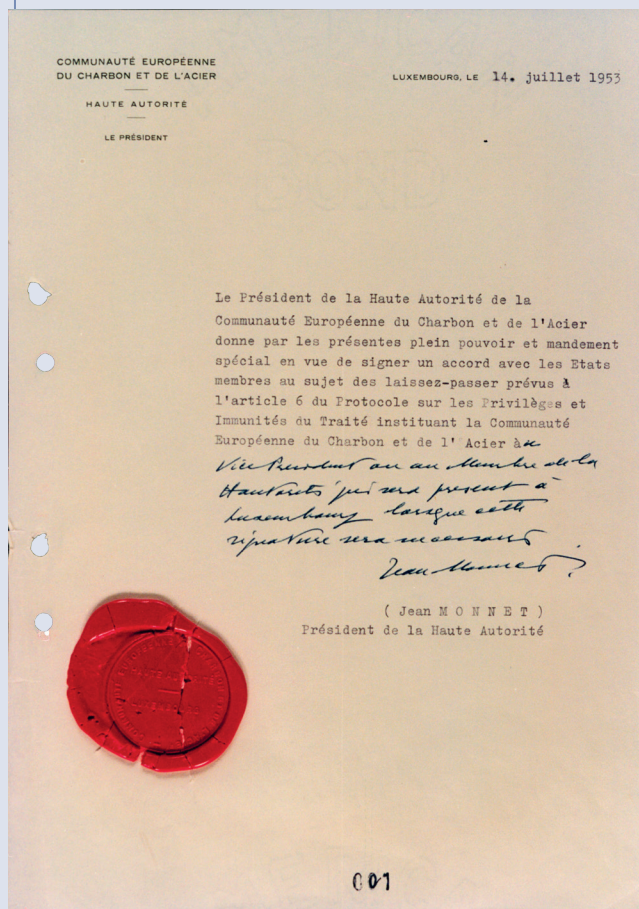 COMMUNAUTÉ EUROPÉENNE
DU CHARBON ET DE L'ACIER
HAUTE AUTORITÉ
LE PRÉSIDENT
LUXEMBOURG, LE 14. juillet 1953
BOND
Le Président de la Haute Autorité de la
Communauté Européenne du Charbon et de l'Acier
donne par les présentes plein pouvoir et mandement
spécial en vue de signer un accord avec les Etats
membres au sujet des laissez-passer prévus à
l'article 6 du Protocole sur les Privilèges et
Immunités du Traité instituant la Communauté
Européenne du Charbon et de l' Acier au
Vice Président ou au Membre de la
Haute Autorité qui sera présent à
Luxembourg lorsque cette
signature sera nécessaire
Jean Monnet
( Jean M O N N E T )
Président de la Haute Autorité
001